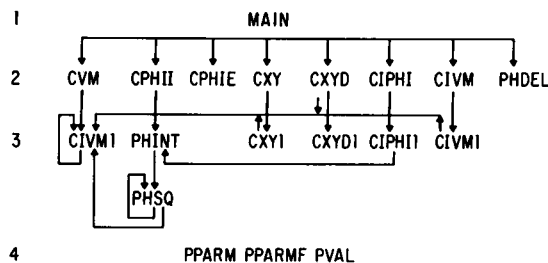 1 MAIN
2 CVM CPHII CPHIE CXY CXYD CIPHI CIVM PHDEL
3 CIVM1 PHINT CXY1 CXYD1 CIPHI1 CIVM1
PHSQ
4 PPARM PPARMF PVAL